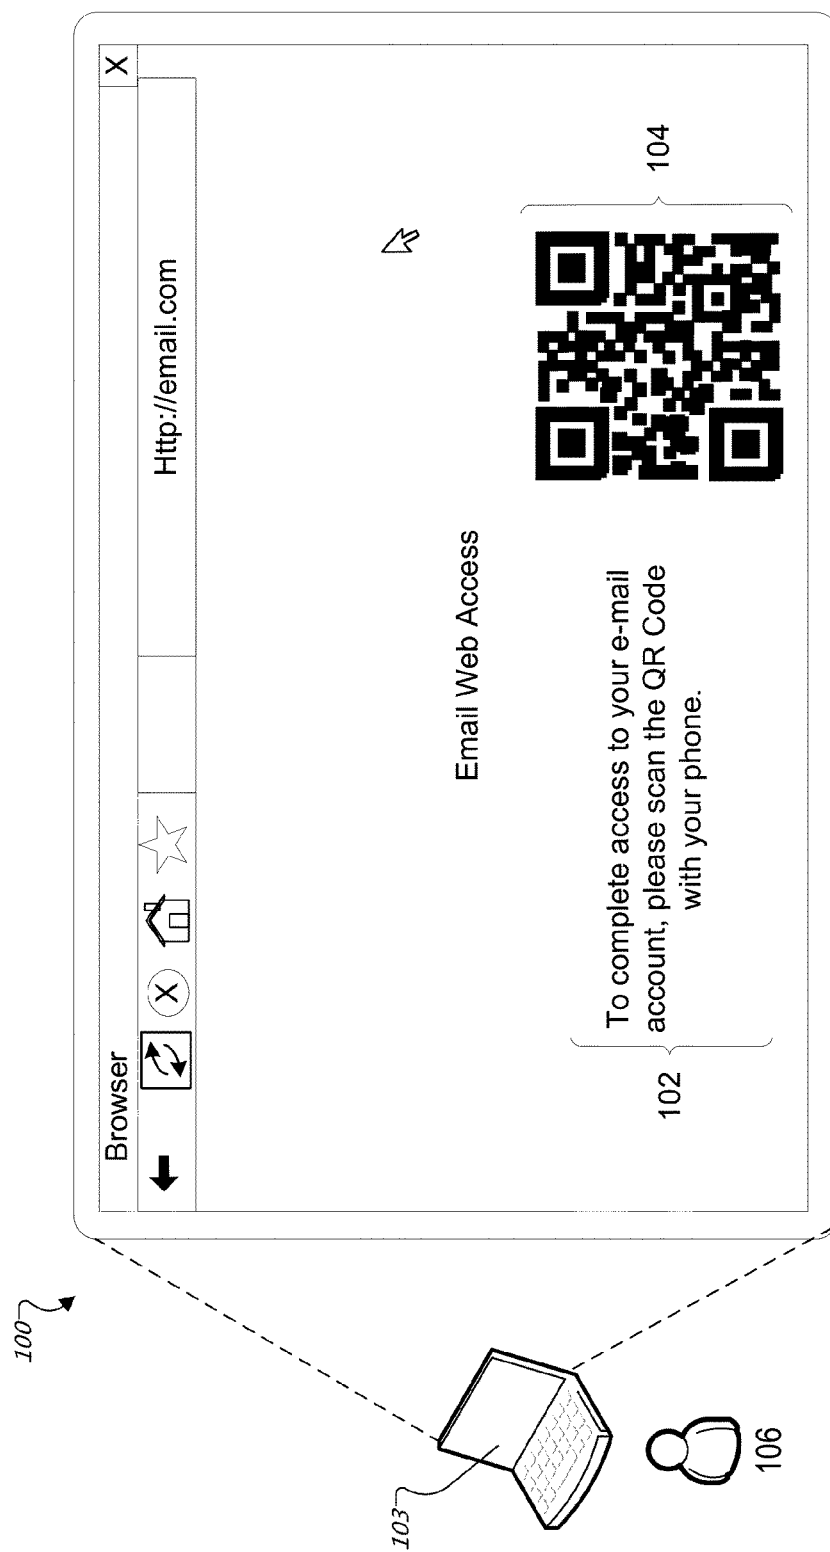 100
Browser
X
X
Http://email.com
Email Web Access
To complete access to your e-mail
account, please scan the QR Code
with your phone.
102
104
103
106